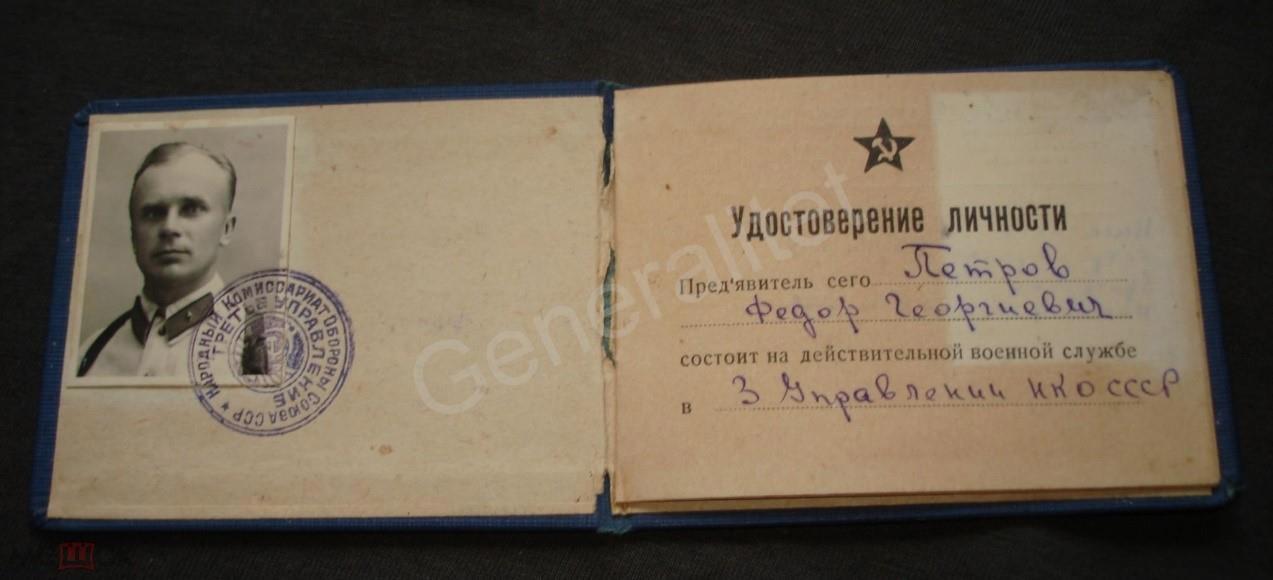 НАРОДНЫЙ КОМИССАРИАТ ОБОРОНЫ СОЮЗА ССР
ТРЕТЬЕ УПРАВЛЕНИЕ
Удостоверение личности
Пред'явитель сего Петров
Федор Георгиевич
состоит на действительной военной службе
в 3 Управлении НКО СССР
Generalitet